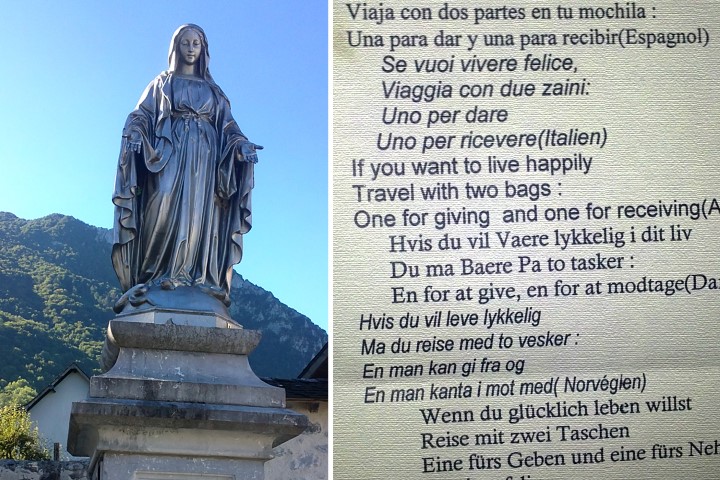 Viaja con dos partes en tu mochila :
Una para dar y una para recibir(Espagnol)
Se vuoi vivere felice,
Viaggia con due zaini:
Uno per dare
Uno per ricevere(Italien)
If you want to live happily
Travel with two bags :
One for giving and one for receiving(A
Hvis du vil Vaere lykkelig i dit liv
Du ma Baere Pa to tasker :
En for at give, en for at modtage(Da
Hvis du vil leve lykkelig
Ma du reise med to vesker :
En man kan gi fra og
En man kanta i mot med( Norvéglen)
Wenn du glücklich leben willst
Reise mit zwei Taschen
Eine fürs Geben und eine fürs Neh